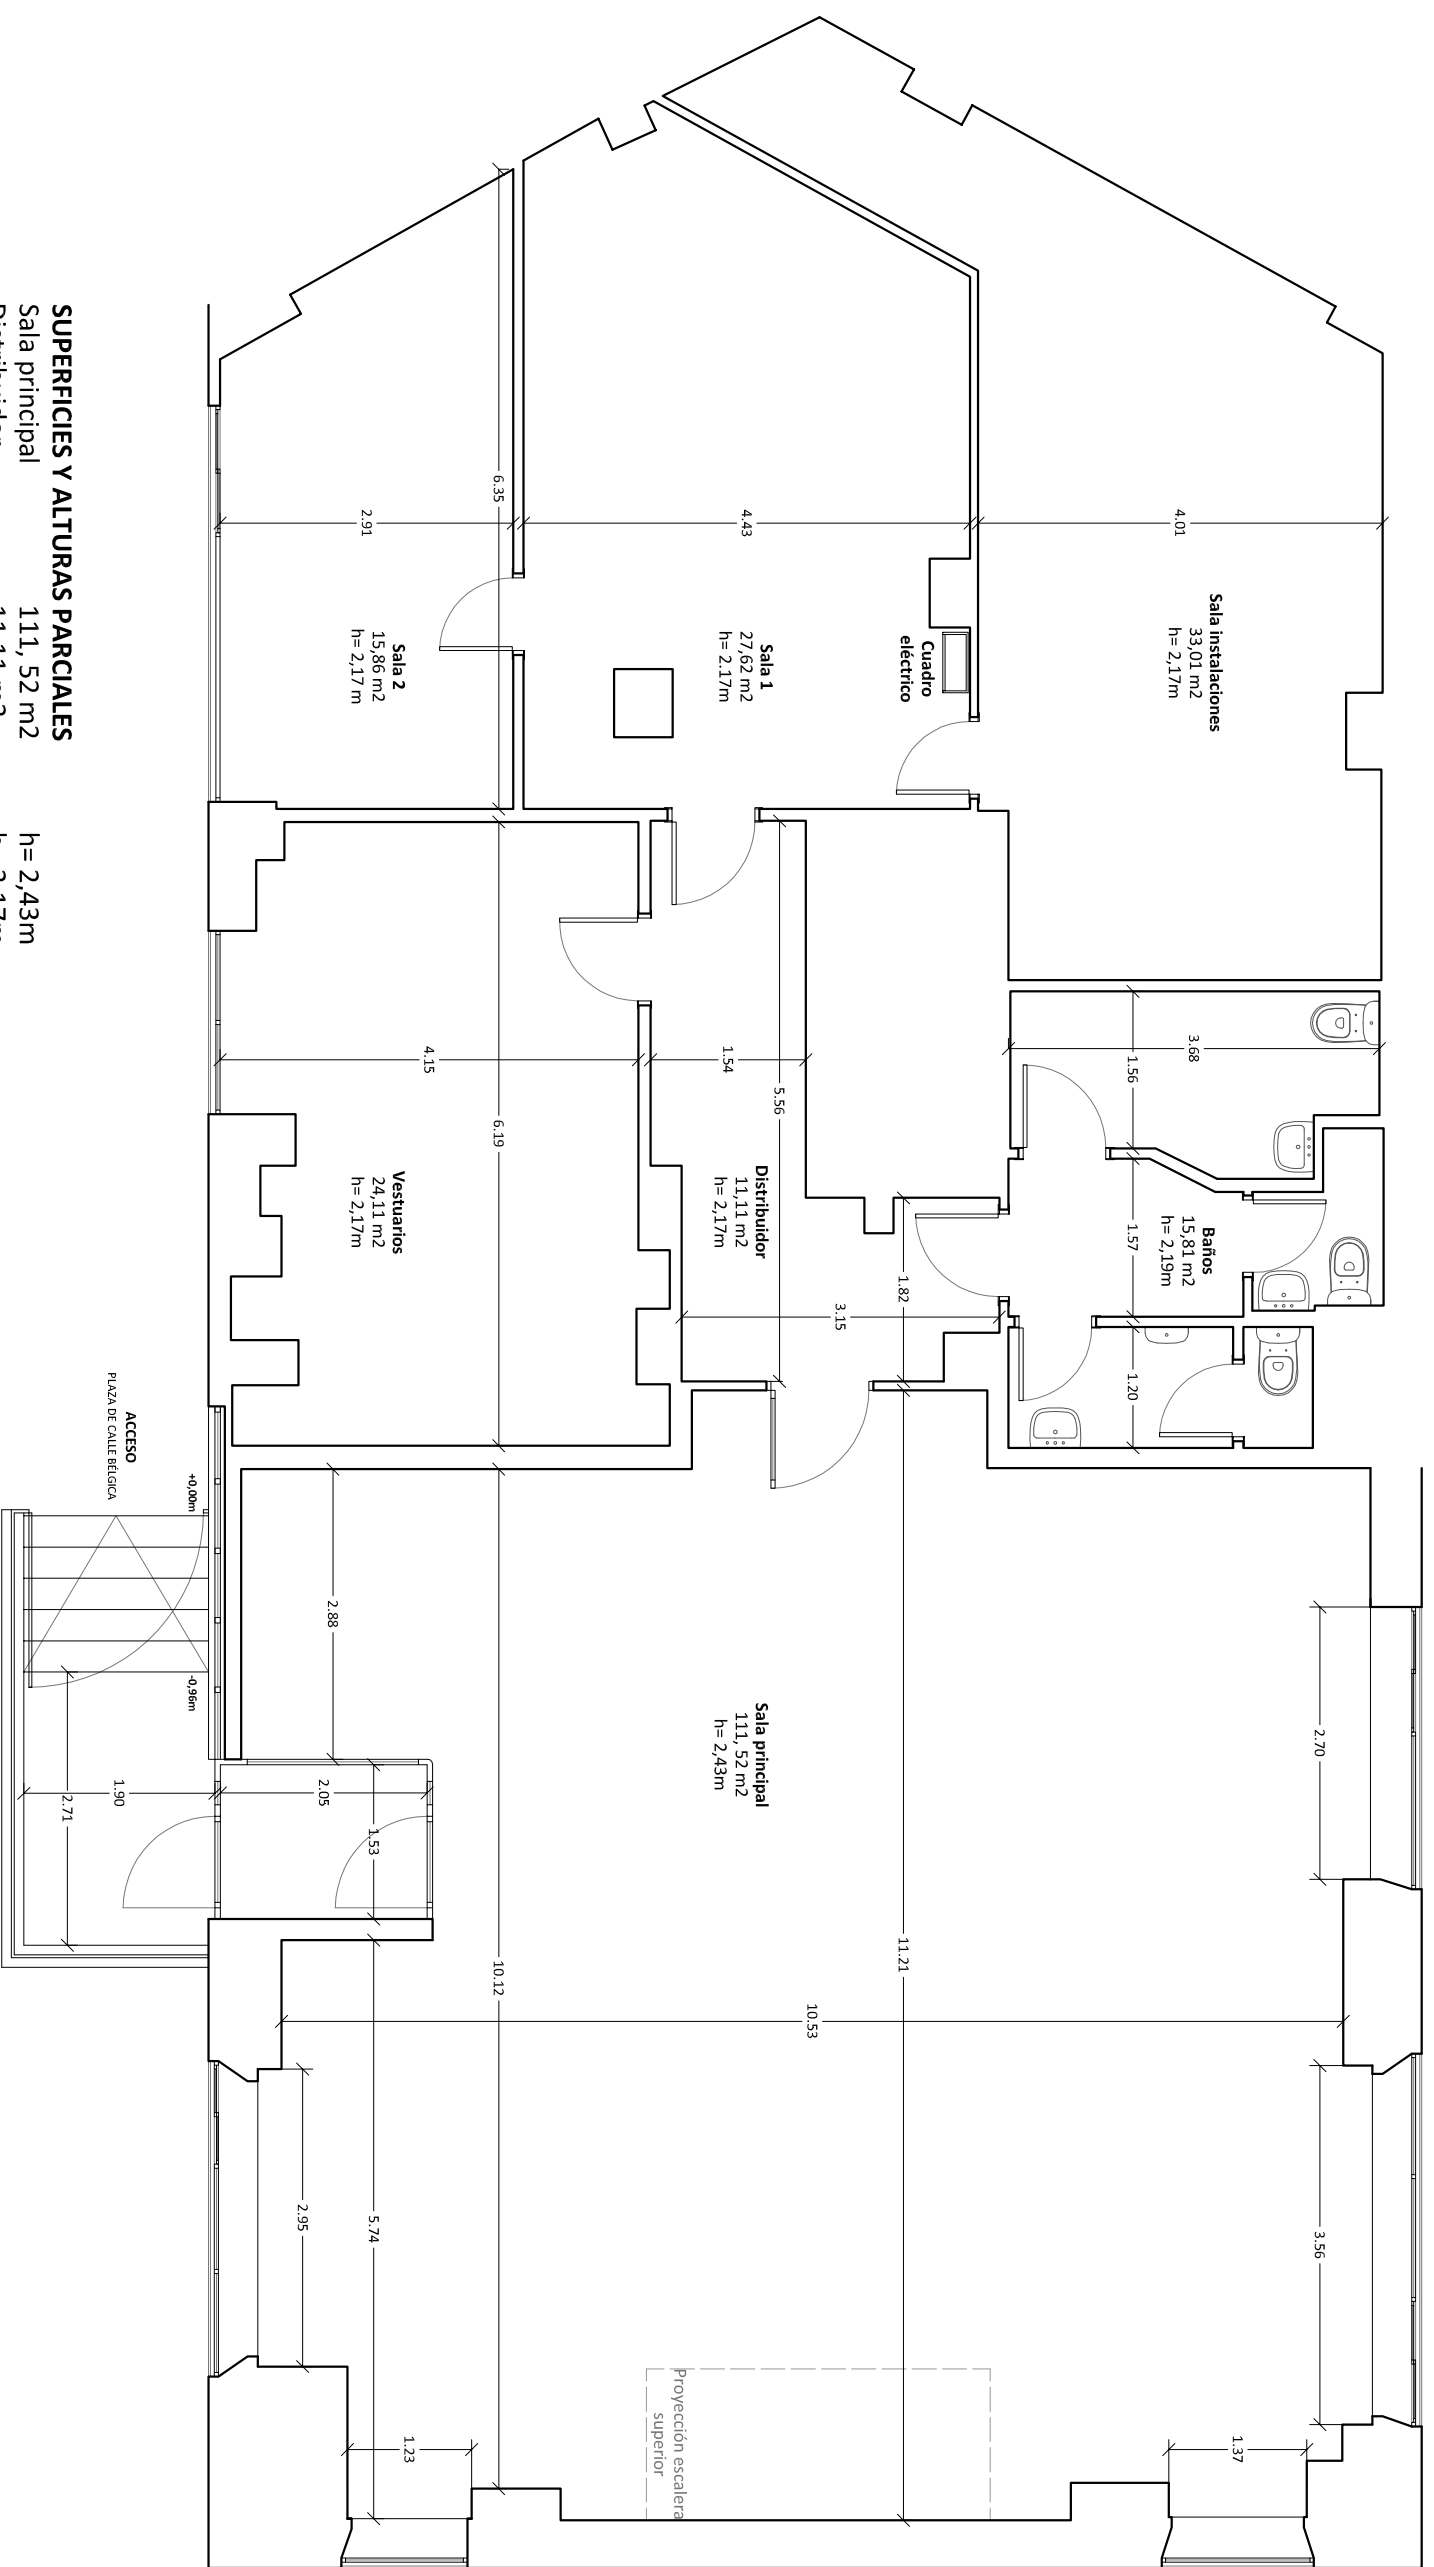 SUPERFICIES Y ALTURAS PARCIALES
Sala principal 111, 52 m2 h= 2,43m
Sala instalaciones
33,01 m2
h= 2,17m
Cuadro
eléctrico
Sala 1
27,62 m2
h= 2.17m
Sala 2
15,86 m2
h= 2,17 m
Baños
15,81 m2
h= 2,19m
Distribuidor
11,11 m2
h= 2,17m
Vestuarios
24,11 m2
h= 2,17m
Sala principal
111, 52 m2
h= 2,43m
Proyección escalera
superior
ACCESO
PLAZA DE CALLE BÉLGICA
+0,00m
-0,96m
4.01
4.43
2.91
6.35
3.68
1.56
1.57
1.20
1.54
5.56
4.15
6.19
1.82
3.15
2.88
2.70
2.05
1.53
1.90
2.71
11.21
10.12
10.53
3.56
2.95
5.74
1.23
1.37